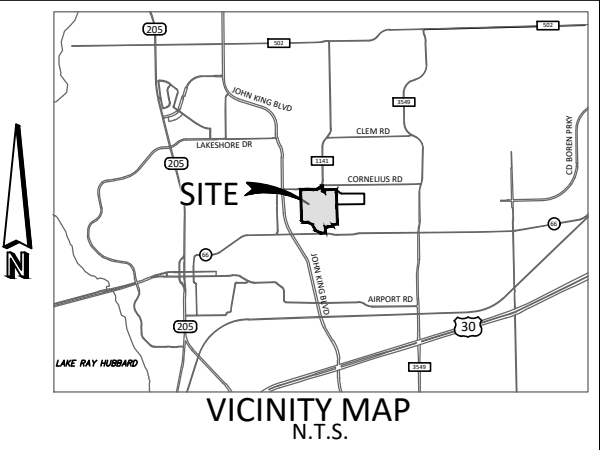 205
502
502
JOHN KING BLVD
3549
CLEM RD
CD BOREN PRKY
LAKESHORE DR
205
1141
CORNELIUS RD
SITE
66
66
N
JOHN KING BLVD
AIRPORT RD
205
30
LAKE RAY HUBBARD
3549
VICINITY MAP
N.T.S.